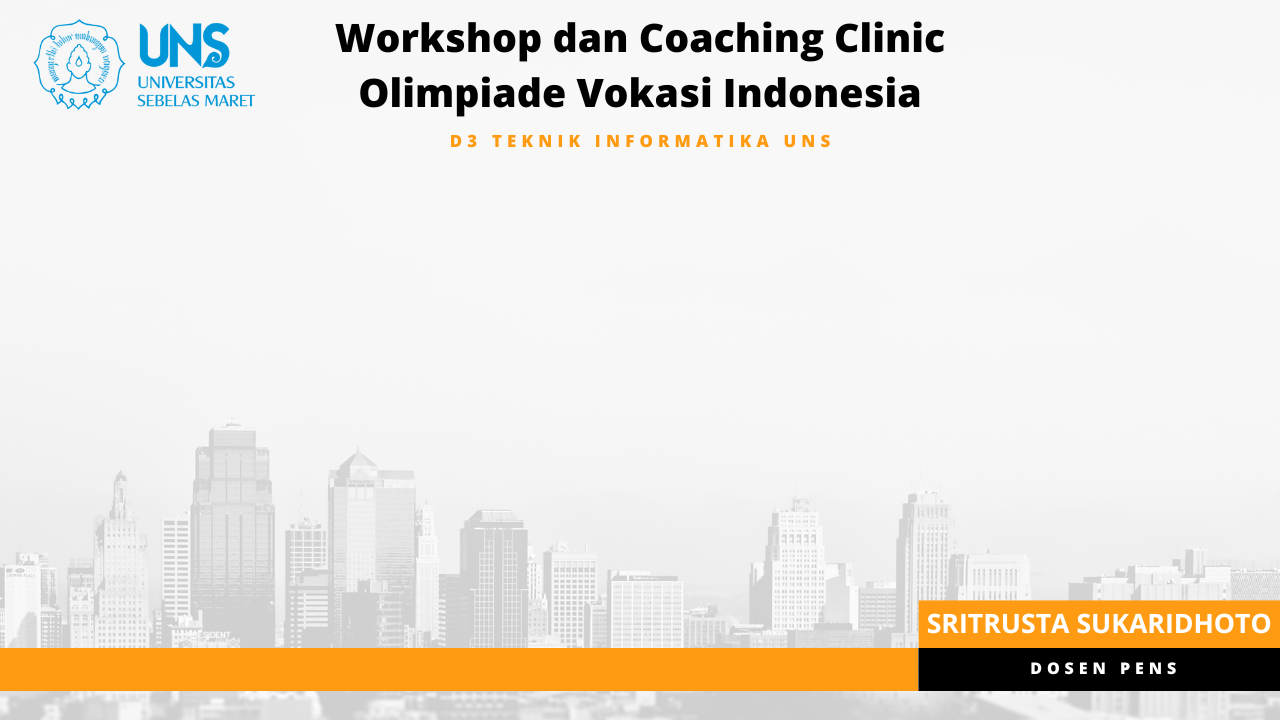 UNS
UNIVERSITAS
SEBELAS MARET
Workshop dan Coaching Clinic
Olimpiade Vokasi Indonesia
D3 TEKNIK INFORMATIKA UNS
SRITRUSTA SUKARIDHOTO
DOSEN PENS